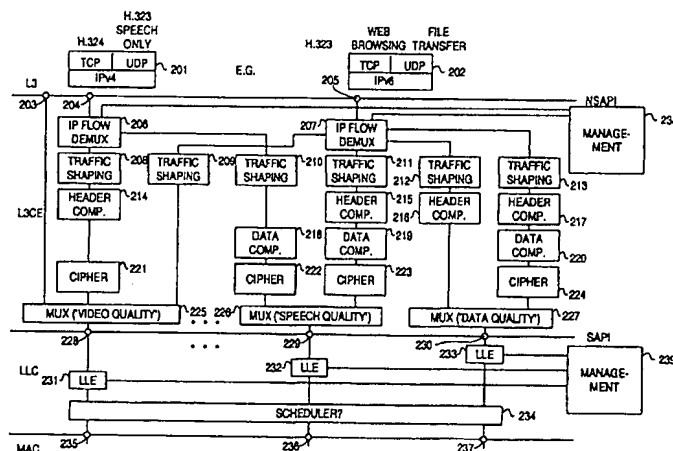 H.324
H.323
SPEECH
ONLY
H.323
WEB
BROWSING
FILE
TRANSFER
TCP UDP
IPv4
201
E.G.
TCP UDP
IPv6
202
L3
203
204
205
NSAPI
IP FLOW
DEMUX
206
207
IP FLOW
DEMUX
MANAGE-
MENT
TRAFFIC
SHAPING
208
TRAFFIC
SHAPING
209
TRAFFIC
SHAPING
210
TRAFFIC
SHAPING
211
212
TRAFFIC
SHAPING
TRAFFIC
SHAPING
213
HEADER
COMP.
214
HEADER
COMP.
215
216
HEADER
COMP.
HEADER
COMP.
217
L3CE
DATA
COMP.
218
DATA
COMP.
219
DATA
COMP.
220
CIPHER
221
CIPHER
222
CIPHER
223
CIPHER
224
MUX ('VIDEO QUALITY')
225
226
MUX ('SPEECH QUALITY')
MUX ('DATA QUALITY')
227
228
229
230
SAPI
LLC
231
LLE
232
LLE
233
LLE
MANAGE-
MENT
239
SCHEDULER?
234
235
236
237
MAC